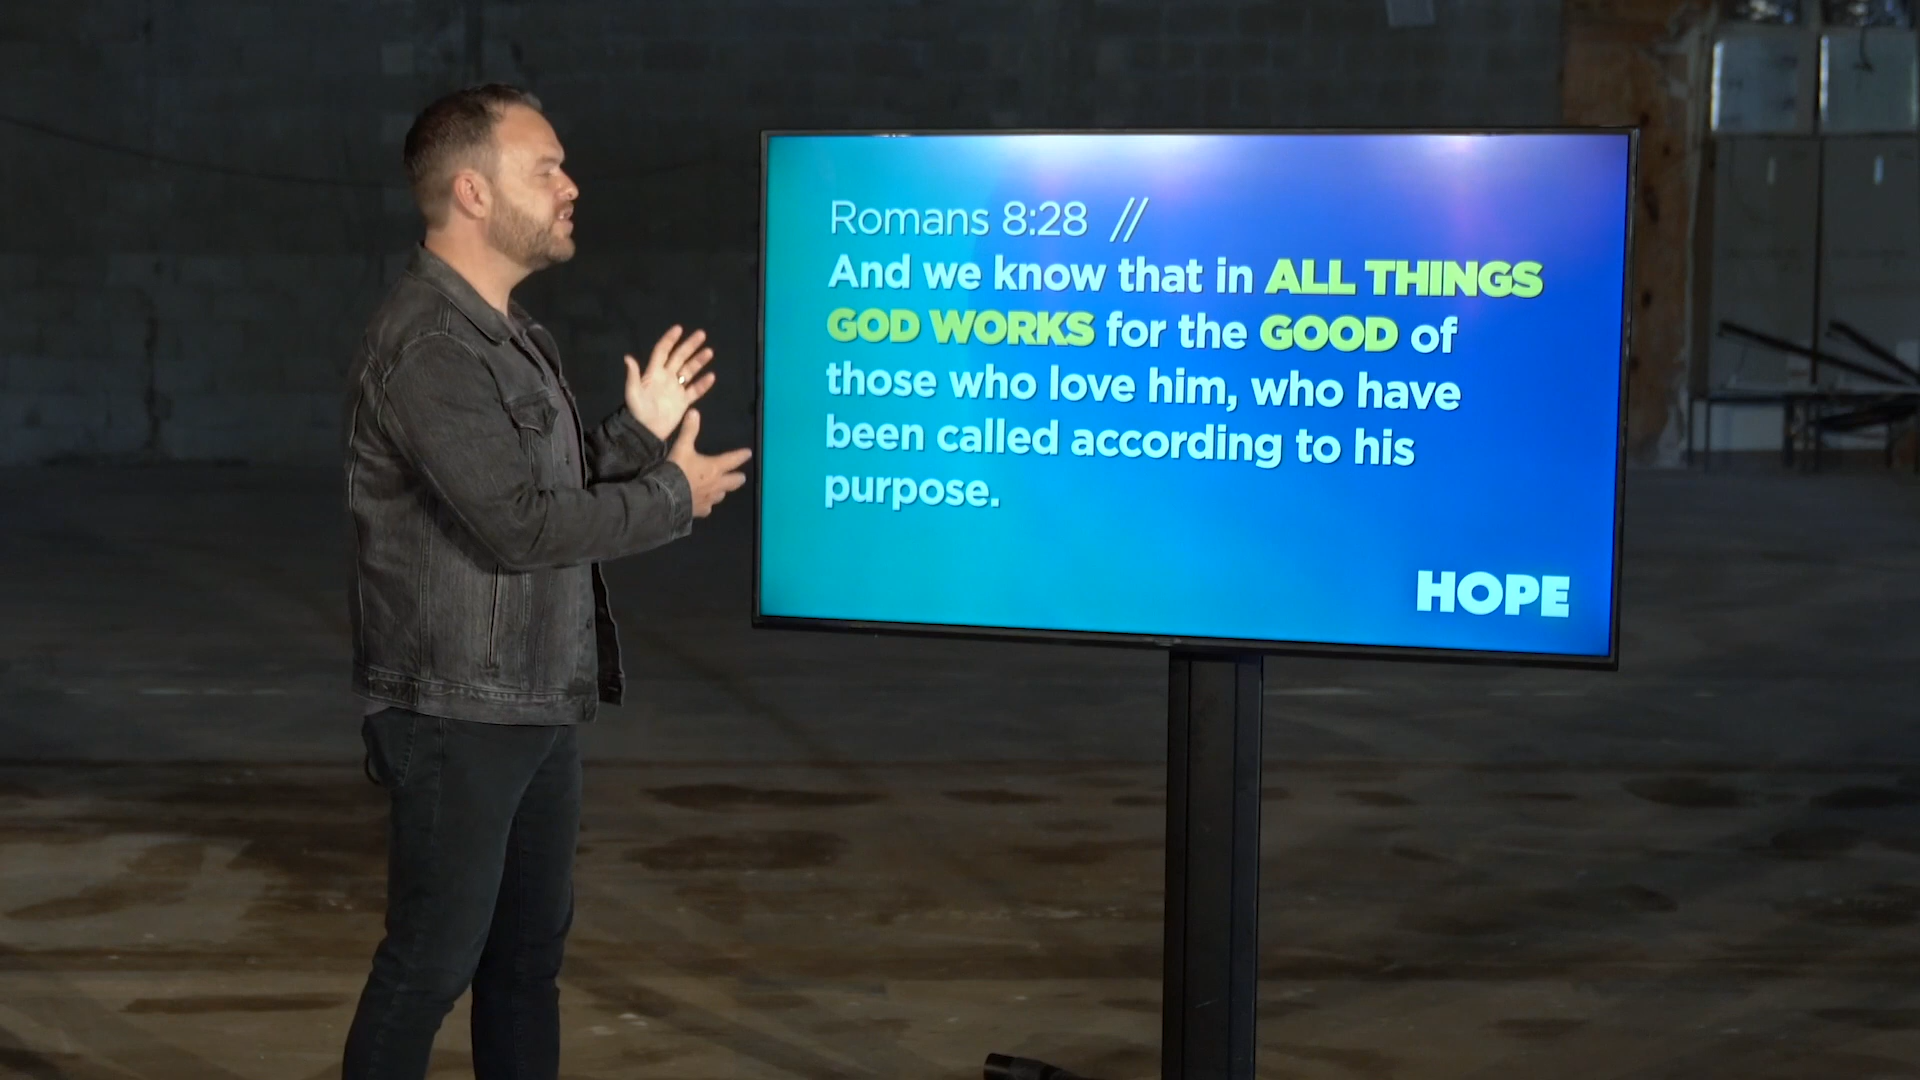 Romans 8:28 //
And we know that in ALL THINGS
GOD WORKS for the GOOD of
those who love him, who have
been called according to his
purpose.
HOPE